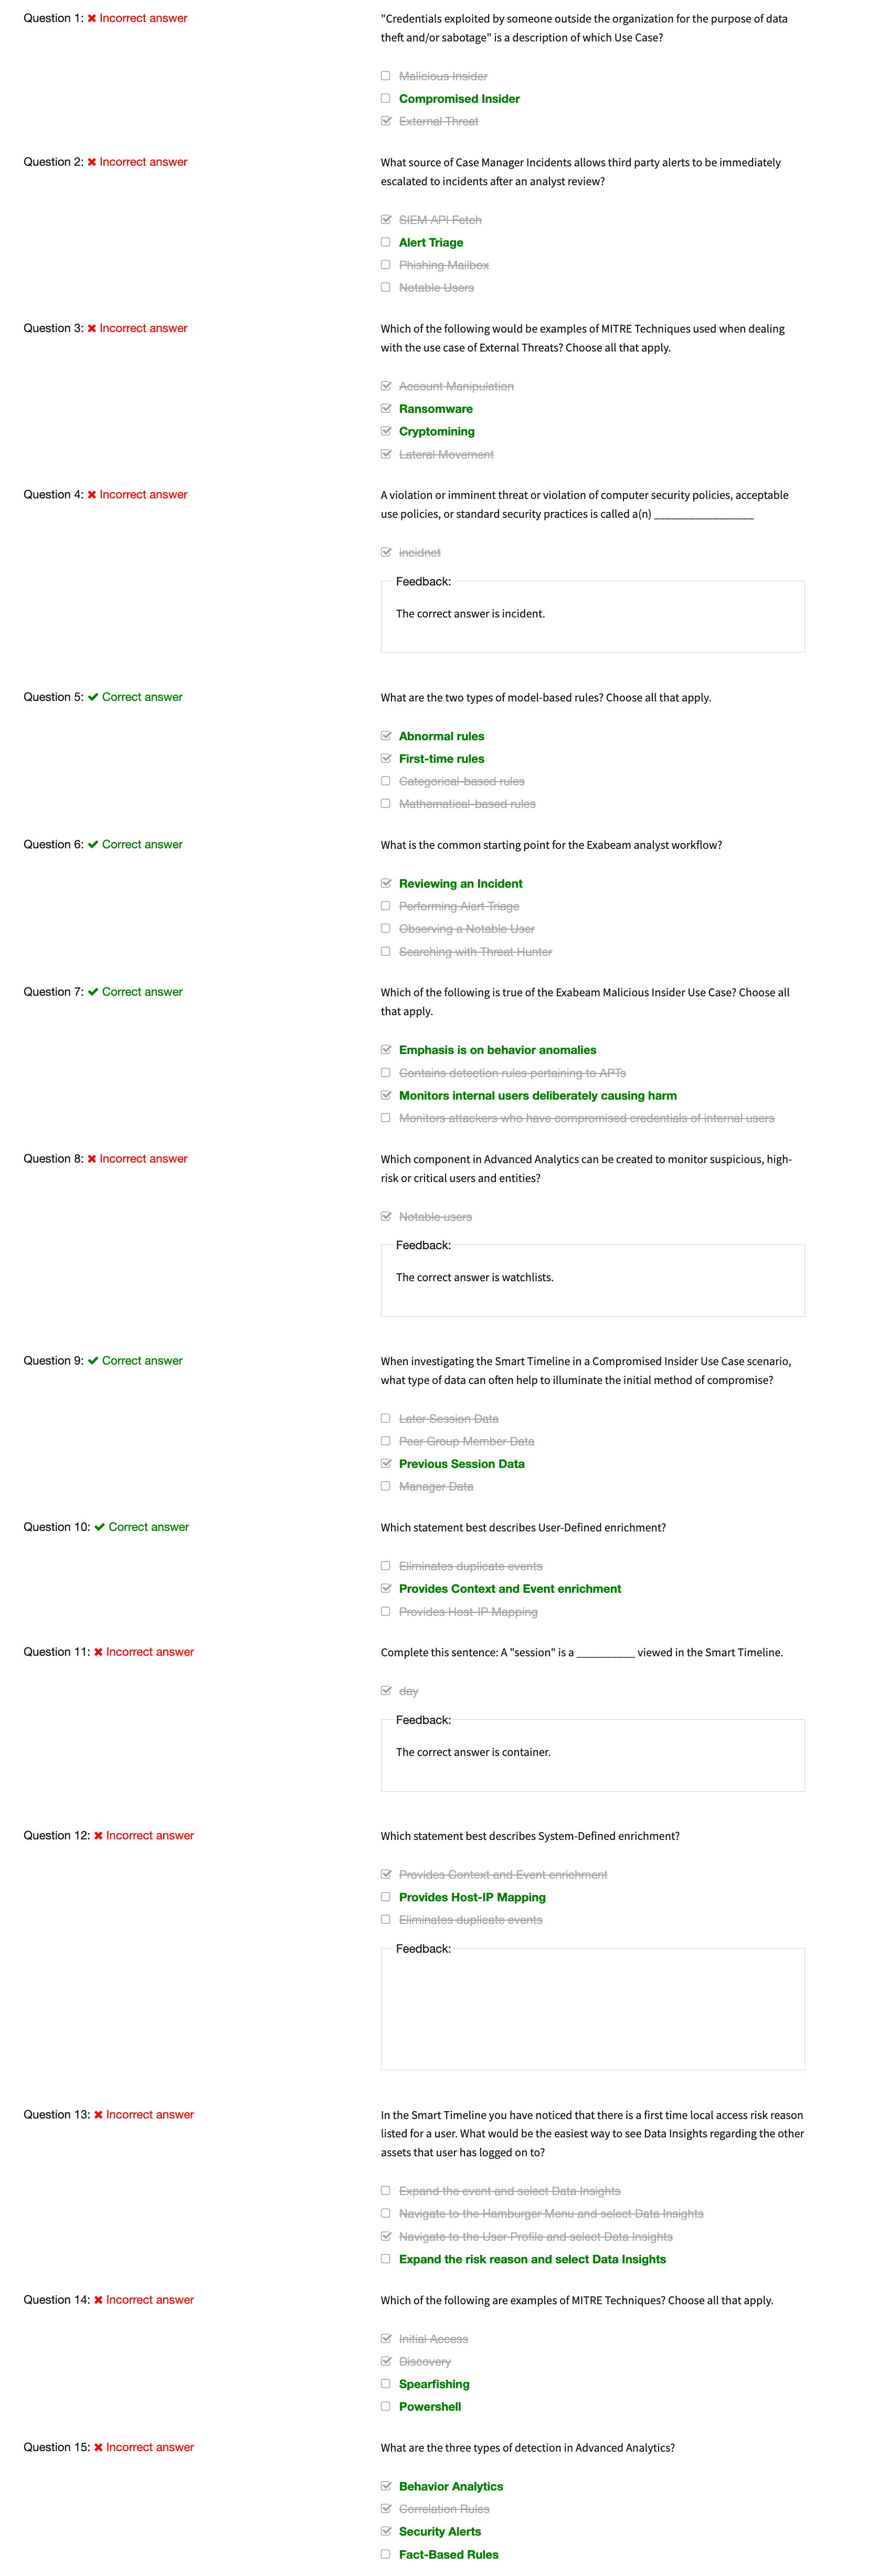 Question 1: ✖ Incorrect answer
"Credentials exploited by someone outside the organization for the purpose of data
theft and/or sabotage" is a description of which Use Case?
Malicious Insider
Compromised Insider
External Threat
Question 2: ✖ Incorrect answer
What source of Case Manager Incidents allows third party alerts to be immediately
escalated to incidents after an analyst review?
SIEM API Fetch
Alert Triage
Phishing Mailbox
Notable Users
Question 3: ✖ Incorrect answer
Which of the following would be examples of MITRE Techniques used when dealing
with the use case of External Threats? Choose all that apply.
Account Manipulation
Ransomware
Cryptomining
Lateral Movement
Question 4: ✖ Incorrect answer
A violation or imminent threat or violation of computer security policies, acceptable
use policies, or standard security practices is called a(n) _________________
incidnet
Feedback:
The correct answer is incident.
Question 5: ✔ Correct answer
What are the two types of model-based rules? Choose all that apply.
Abnormal rules
First-time rules
Categorical-based rules
Mathematical-based rules
Question 6: ✔ Correct answer
What is the common starting point for the Exabeam analyst workflow?
Reviewing an Incident
Performing Alert Triage
Observing a Notable User
Searching with Threat Hunter
Question 7: ✔ Correct answer
Which of the following is true of the Exabeam Malicious Insider Use Case? Choose all
that apply.
Emphasis is on behavior anomalies
Contains detection rules pertaining to APTs
Monitors internal users deliberately causing harm
Monitors attackers who have compromised credentials of internal users
Question 8: ✖ Incorrect answer
Which component in Advanced Analytics can be created to monitor suspicious, high-
risk or critical users and entities?
Notable users
Feedback:
The correct answer is watchlists.
Question 9: ✔ Correct answer
When investigating the Smart Timeline in a Compromised Insider Use Case scenario,
what type of data can often help to illuminate the initial method of compromise?
Later Session Data
Peer Group Member Data
Previous Session Data
Manager Data
Question 10: ✔ Correct answer
Which statement best describes User-Defined enrichment?
Eliminates duplicate events
Provides Context and Event enrichment
Provides Host-IP Mapping
Question 11: ✖ Incorrect answer
Complete this sentence: A "session" is a __________ viewed in the Smart Timeline.
day
Feedback:
The correct answer is container.
Question 12: ✖ Incorrect answer
Which statement best describes System-Defined enrichment?
Provides Context and Event enrichment
Provides Host-IP Mapping
Eliminates duplicate events
Feedback:
Question 13: ✖ Incorrect answer
In the Smart Timeline you have noticed that there is a first time local access risk reason
listed for a user. What would be the easiest way to see Data Insights regarding the other
assets that user has logged on to?
Expand the event and select Data Insights
Navigate to the Hamburger Menu and select Data Insights
Navigate to the User Profile and select Data Insights
Expand the risk reason and select Data Insights
Question 14: ✖ Incorrect answer
Which of the following are examples of MITRE Techniques? Choose all that apply.
Initial Access
Discovery
Spearfishing
Powershell
Question 15: ✖ Incorrect answer
What are the three types of detection in Advanced Analytics?
Behavior Analytics
Correlation Rules
Security Alerts
Fact-Based Rules